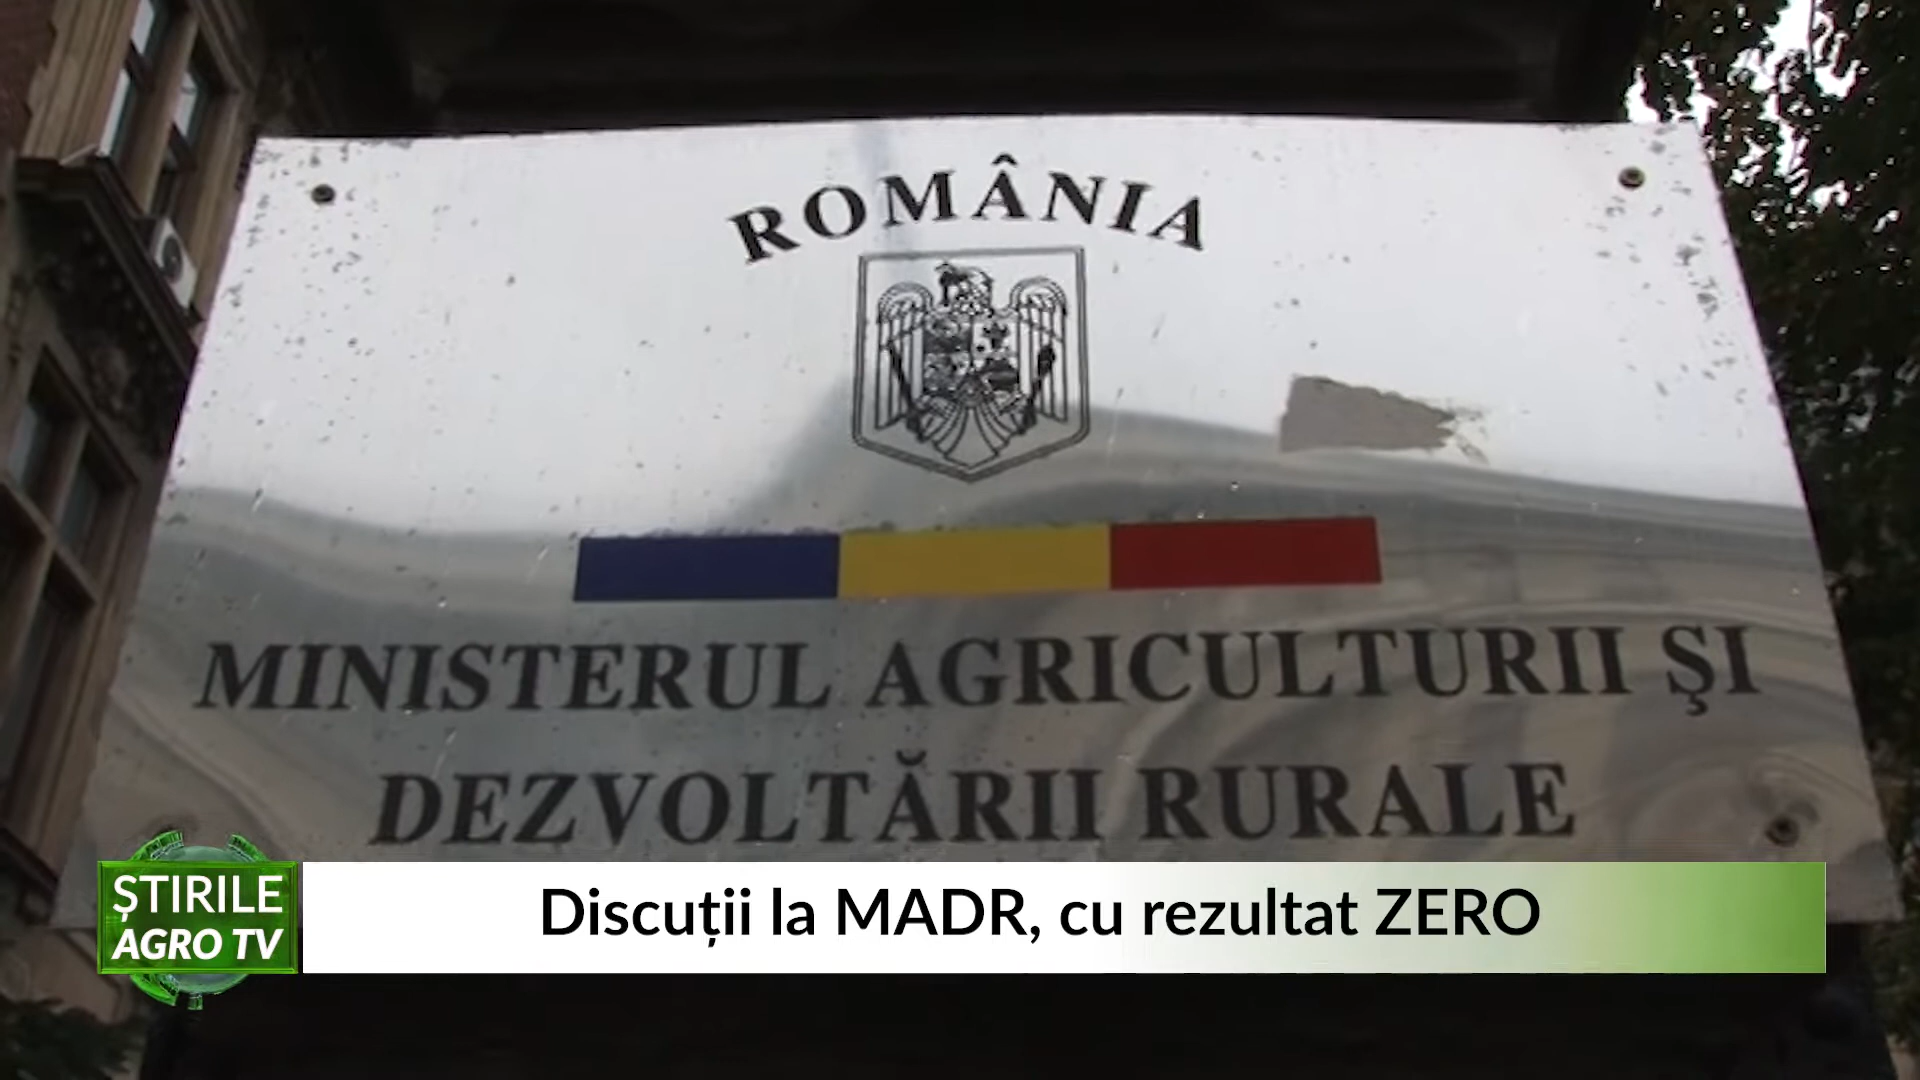 ROMÂNIA
MINISTERUL AGRICULTURII ŞI
DEZVOLTĂRII RURALE
ȘTIRILE
AGRO TV
Discuții la MADR, cu rezultat ZERO